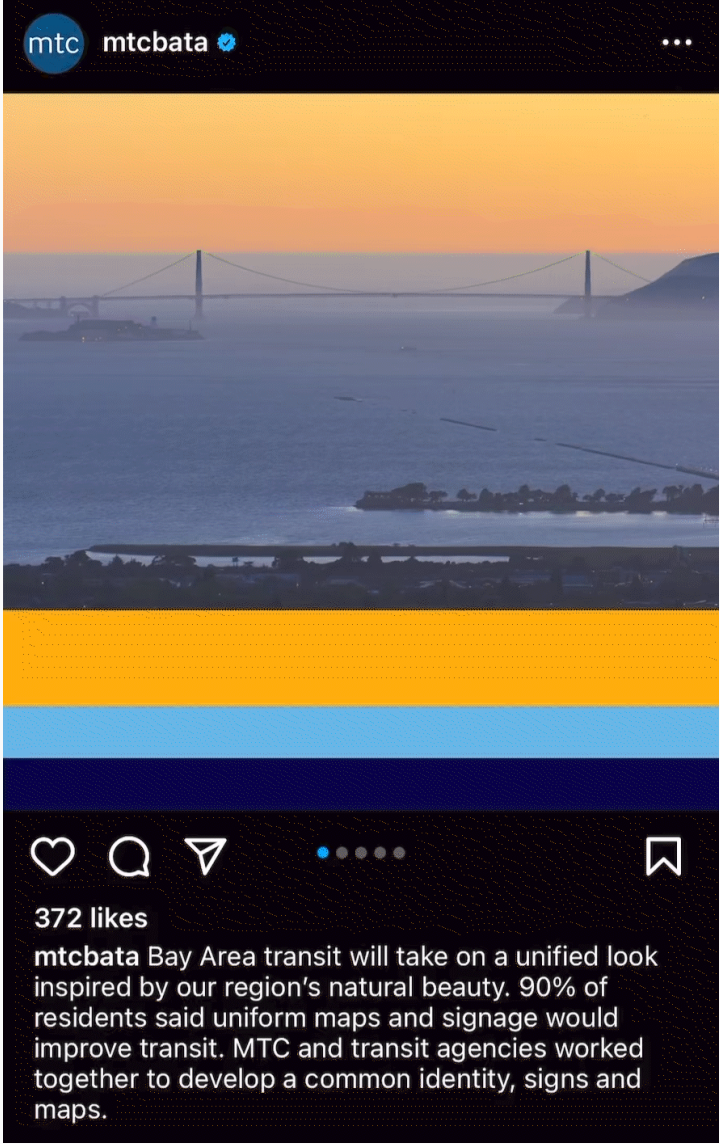 mtc mtcbata
372 likes
mtcbata Bay Area transit will take on a unified look
inspired by our region’s natural beauty. 90% of
residents said uniform maps and signage would
improve transit. MTC and transit agencies worked
together to develop a common identity, signs and
maps.